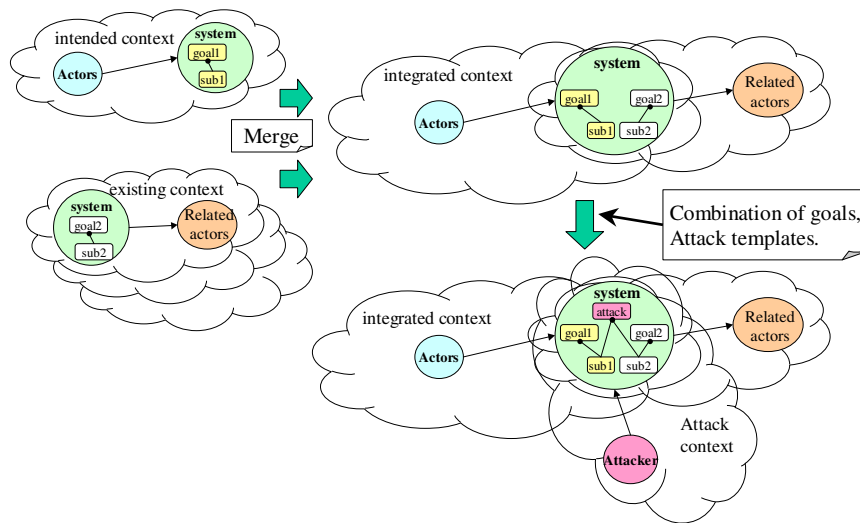 intended context
system
goal1
Actors
sub1
Merge
existing context
system
goal2
Related
actors
sub2
integrated context
system
goal1
goal2
Related
actors
Actors
sub1
sub2
Combination of goals,
Attack templates.
integrated context
system
attack
goal1
goal2
Related
actors
Actors
sub1
sub2
Attack
context
Attacker